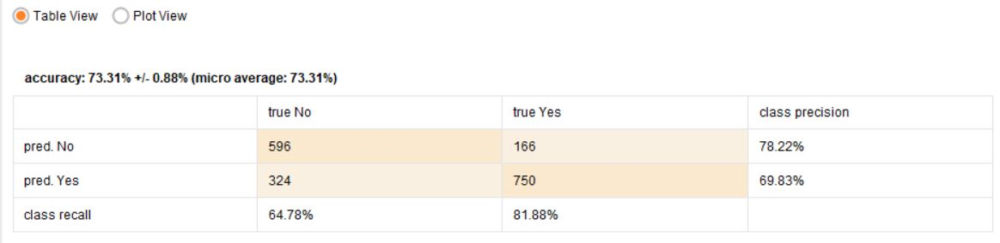 Table View Plot View
accuracy: 73.31% +/- 0.88% (micro average: 73.31%)
true No true Yes class precision
pred. No 596 166 78.22%
pred. Yes 324 750 69.83%
class recall 64.78% 81.88%